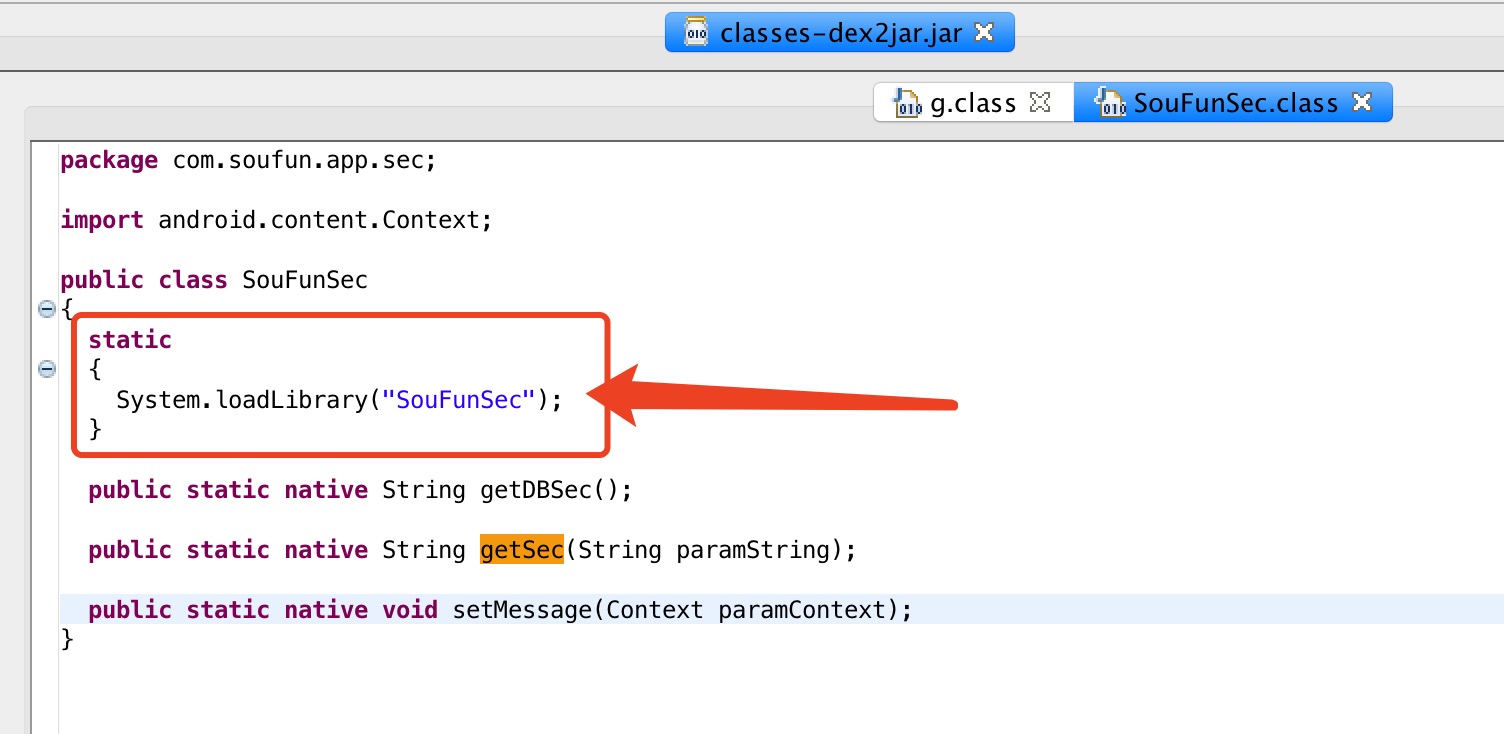 classes-dex2jar.jar
g.class
SouFunSec.class
package com.soufun.app.sec;
import android.content.Context;
public class SouFunSec
{
static
{
System.loadLibrary("SouFunSec");
}
public static native String getDBSec();
public static native String getSec(String paramString);
public static native void setMessage(Context paramContext);
}